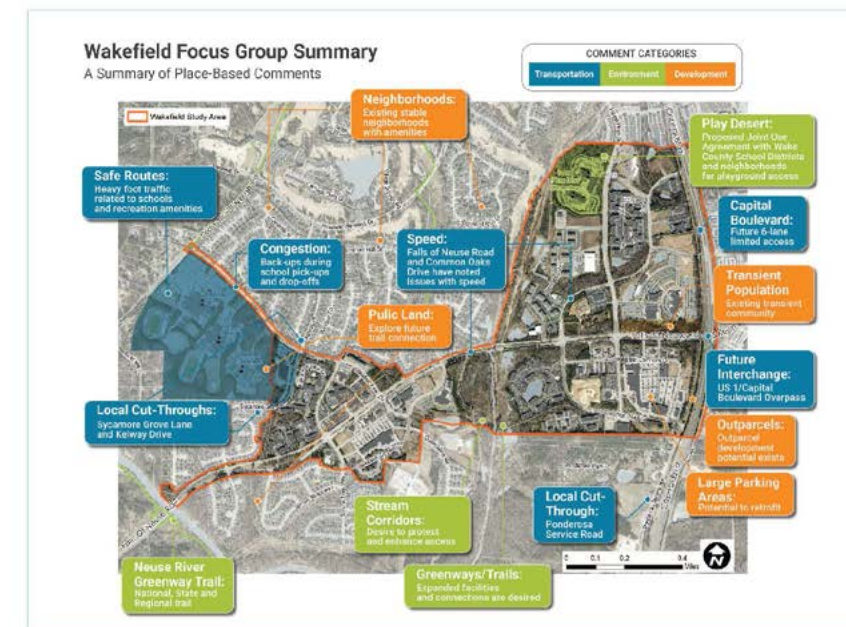 Wakefield Focus Group Summary
A Summary of Place-Based Comments
COMMENT CATEGORIES
Transportation
Environment
Development
Wakefield Study Area
Neighborhoods:
Existing stable
neighborhoods
with amenities
Play Desert:
Proposed Joint Use
Agreement with Wake
County School Districts
and neighborhoods
for playground access
Safe Routes:
Heavy foot traffic
related to schools
and recreation amenities
Capital
Boulevard:
Future 6-lane
limited access
Congestion:
Back-ups during
school pick-ups
and drop-offs
Speed:
Falls of Neuse Road
and Common Oaks
Drive have noted
issues with speed
Transient
Population
Existing transient
community
Pulic Land:
Explore future
trail connection
Future
Interchange:
US 1/Capital
Boulevard Overpass
Local Cut-Throughs:
Sycamore Grove Lane
and Keiway Drive
Outparcels:
Outparcel
development
potential exists
Large Parking
Areas:
Potential to retrofit
Stream
Corridors:
Desire to protect
and enhance access
Local Cut-
Through:
Ponderosa
Service Road
Neuse River
Greenway Trail:
National, State and
Regional trail
Greenways/Trails:
Expanded facilities
and connections are desired
0 0.1 0.2 0.4
Miles
N